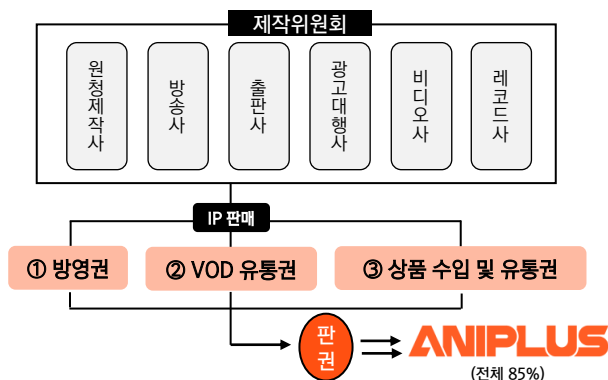 제작위원회
원청제작사
방송사
출판사
광고대행사
비디오사
레코드사
IP 판매
① 방영권
② VOD 유통권
③ 상품 수입 및 유통권
판
권
ANIPLUS
(전체 85%)